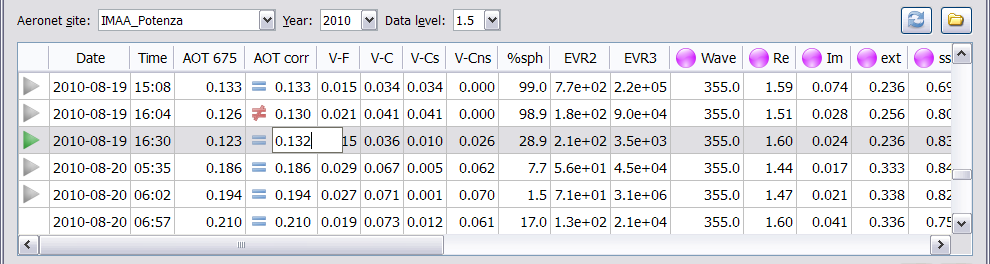 Aeronet site: IMAA_Potenza Year: 2010 Data level: 1.5
Date Time AOT 675 AOT corr V-F V-C V-Cs V-Cns %sph EVR2 EVR3 Wave Re Im ext ss
2010-08-19 15:08 0.133 = 0.133 0.015 0.034 0.034 0.000 99.0 7.7e+02 2.2e+05 355.0 1.59 0.074 0.236 0.69
2010-08-19 16:04 0.126 ≠ 0.130 0.021 0.041 0.041 0.000 98.9 1.8e+02 9.0e+04 355.0 1.51 0.028 0.256 0.80
2010-08-19 16:30 0.123 = 0.132 15 0.036 0.010 0.026 28.9 2.1e+02 3.5e+03 355.0 1.60 0.024 0.236 0.83
2010-08-20 05:35 0.186 = 0.186 0.029 0.067 0.005 0.062 7.7 5.6e+01 4.5e+04 355.0 1.44 0.017 0.333 0.84
2010-08-20 06:02 0.194 = 0.194 0.027 0.071 0.001 0.070 1.5 7.1e+01 3.1e+06 355.0 1.47 0.021 0.338 0.82
2010-08-20 06:57 0.210 = 0.210 0.019 0.073 0.012 0.061 17.0 1.3e+02 2.1e+04 355.0 1.60 0.041 0.336 0.75